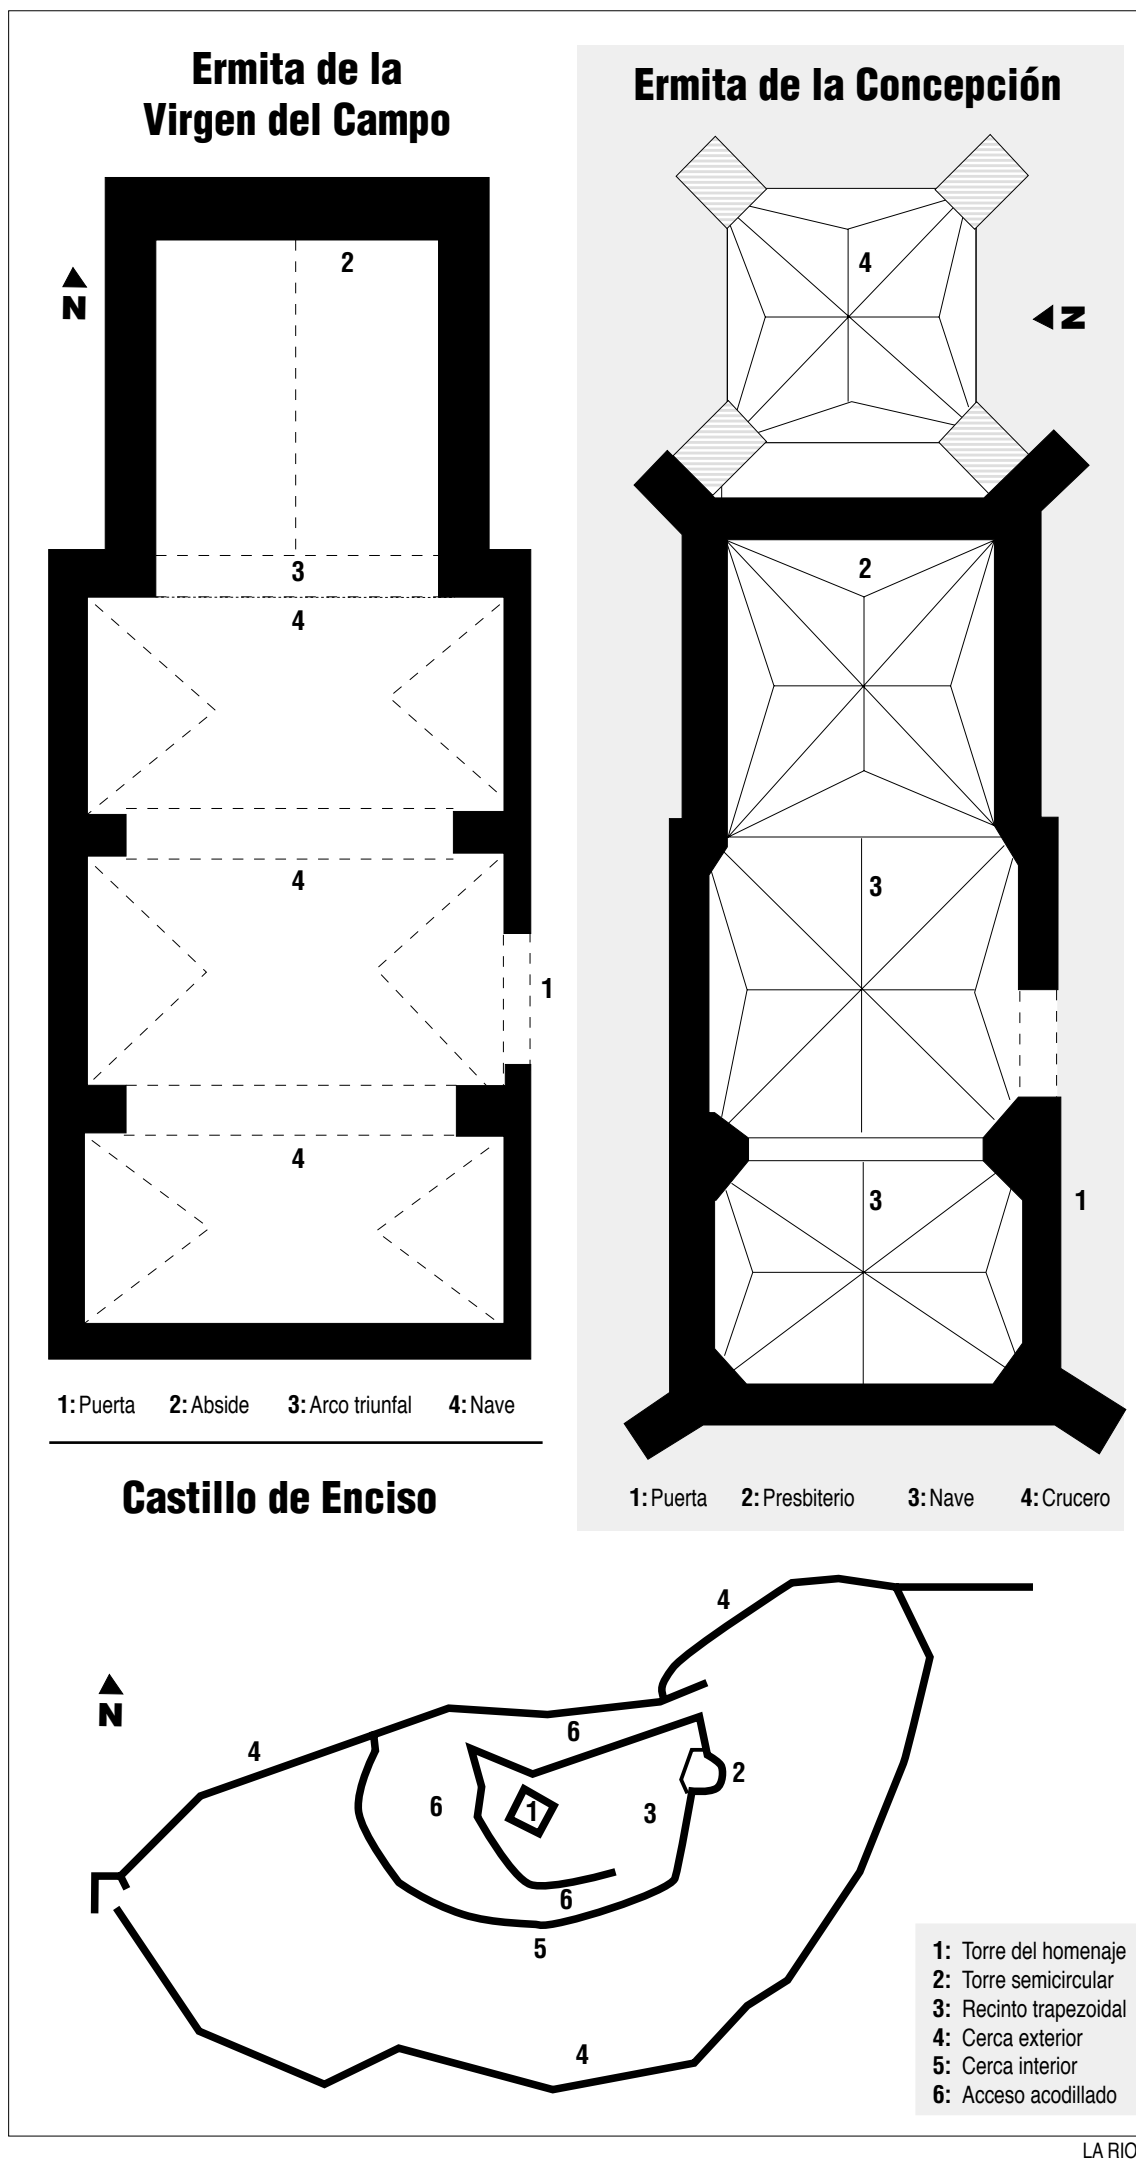 Ermita de la
Virgen del Campo
N
2
3
4
4
1
4
1: Puerta 2: Abside 3: Arco triunfal 4: Nave
Ermita de la Concepción
4
N
2
3
3
1
1: Puerta 2: Presbiterio 3: Nave 4: Crucero
Castillo de Enciso
N
4
4
6
2
6
1
3
6
5
4
1: Torre del homenaje
2: Torre semicircular
3: Recinto trapezoidal
4: Cerca exterior
5: Cerca interior
6: Acceso acodillado
LA RIO